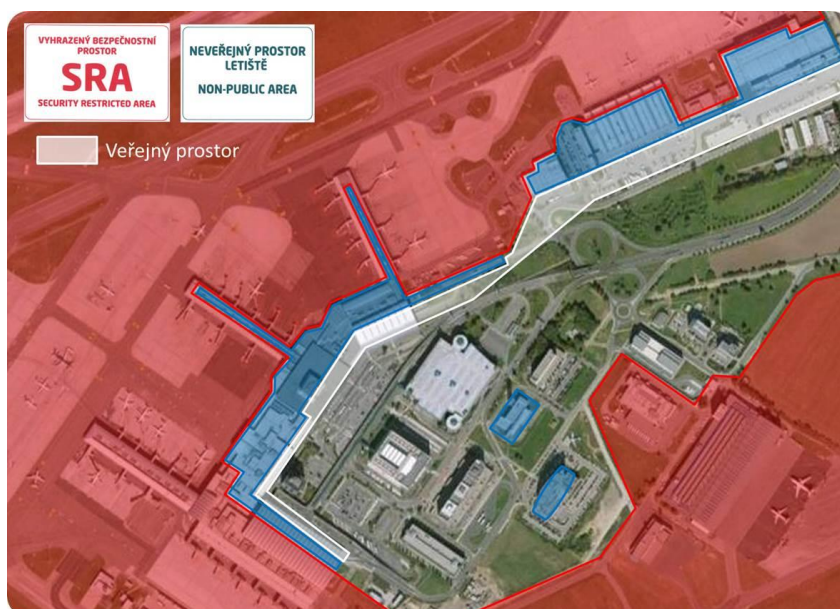 VYHRAZENÝ BEZPEČNOSTNÍ
PROSTOR
SRA
SECURITY RESTRICTED AREA
NEVEŘEJNÝ PROSTOR
LETIŠTĚ
NON-PUBLIC AREA
Veřejný prostor